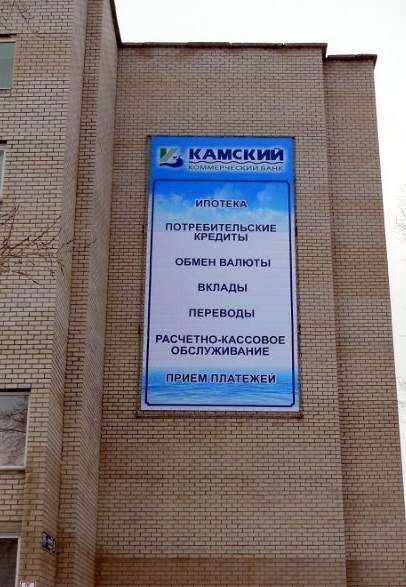 КАМСКИЙ
КОММЕРЧЕСКИЙ БАНК
ИПОТЕКА
ПОТРЕБИТЕЛЬСКИЕ
КРЕДИТЫ
ОБМЕН ВАЛЮТЫ
ВКЛАДЫ
ПЕРЕВОДЫ
РАСЧЕТНО-КАССОВОЕ
ОБСЛУЖИВАНИЕ
ПРИЕМ ПЛАТЕЖЕЙ